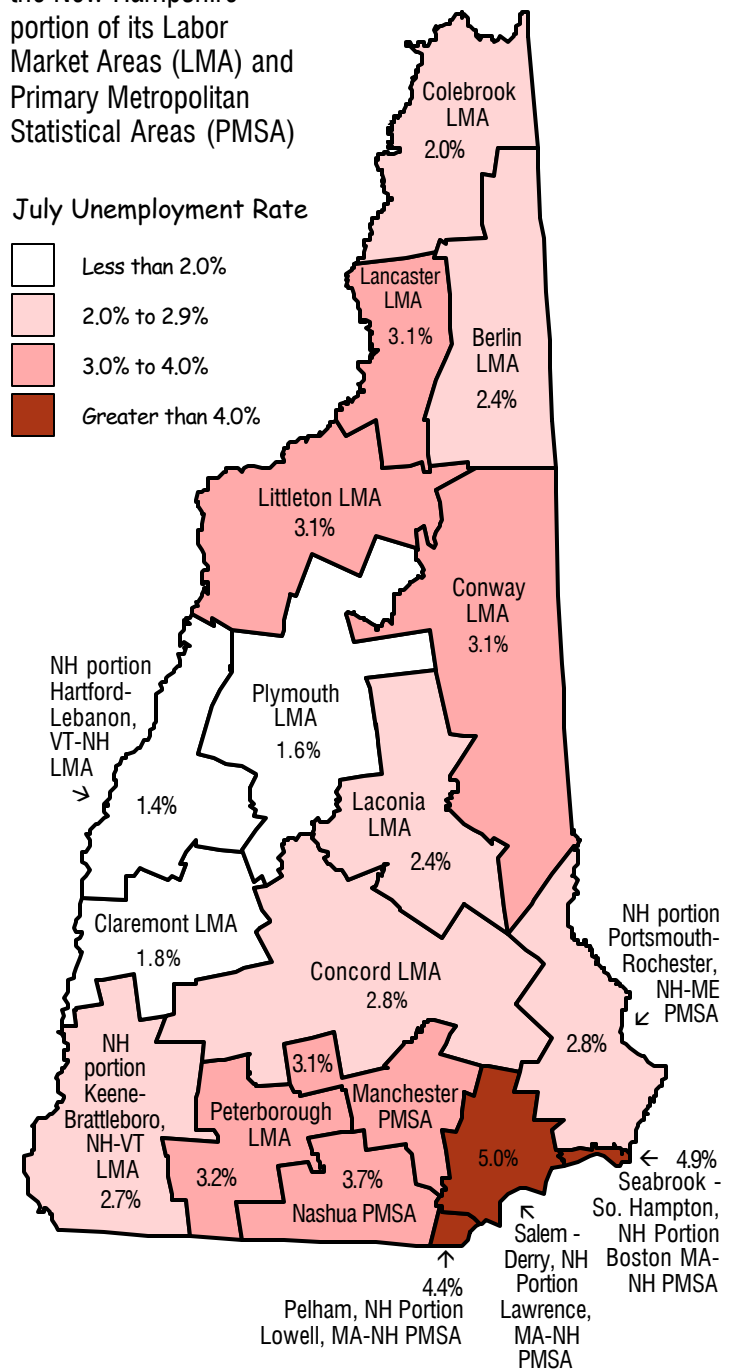 the New Hampshire
portion of its Labor
Market Areas (LMA) and
Primary Metropolitan
Statistical Areas (PMSA)
July Unemployment Rate
Less than 2.0%
2.0% to 2.9%
3.0% to 4.0%
Greater than 4.0%
Colebrook
LMA
2.0%
Lancaster
LMA
3.1%
Berlin
LMA
2.4%
Littleton LMA
3.1%
Conway
LMA
3.1%
NH portion
Hartford-
Lebanon,
VT-NH
LMA
1.4%
Plymouth
LMA
1.6%
Laconia
LMA
2.4%
Claremont LMA
1.8%
Concord LMA
2.8%
NH portion
Portsmouth-
Rochester,
NH-ME
PMSA
2.8%
NH
portion
Keene-
Brattleboro,
NH-VT
LMA
2.7%
3.1%
Manchester
PMSA
Peterborough
LMA
3.2%
3.7%
Nashua PMSA
5.0%
4.9%
Seabrook -
So. Hampton,
NH Portion
Boston MA-
NH PMSA
Salem -
Derry, NH
Portion
Lawrence,
MA-NH
PMSA
4.4%
Pelham, NH Portion
Lowell, MA-NH PMSA